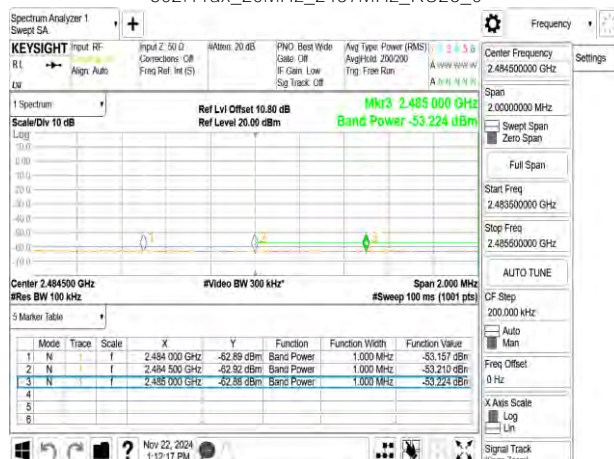 Spectrum Analyzer 1
Swept SA
+
Frequency
Settings
KEYSIGHT
Input: RF
Align: Auto
Input Z: 50 Ω
Corrections: Off
Freq Ref: Int (S)
#Atten: 20 dB
PNO: Best Wide
Gate: Off
IF Gain: Low
Sig Track: Off
Avg Type: Power (RMS)
Avg|Hold: 200/200
Trig: Free Run
RL
1 Spectrum
Scale/Div 10 dB
Log
Ref Lvl Offset 10.80 dB
Ref Level 20.00 dBm
Mkr3 2.485 000 GHz
Band Power -53.224 dBm
10.0
0.00
1
2
3
Center 2.484500 GHz
#Res BW 100 kHz
#Video BW 300 kHz*
Span 2.000 MHz
#Sweep 100 ms (1001 pts)
5 Marker Table
Mode Trace Scale X Y Function Function Width Function Value
1 N 1 f 2.484 000 GHz -62.89 dBm Band Power 1.000 MHz -53.157 dBm
2 N 1 f 2.484 500 GHz -62.92 dBm Band Power 1.000 MHz -53.210 dBm
3 N 1 f 2.485 000 GHz -62.88 dBm Band Power 1.000 MHz -53.224 dBm
4
5
6
?
Nov 22, 2024
1:12:17 PM
Center Frequency
2.484500000 GHz
Span
2.00000000 MHz
Swept Span
Zero Span
Full Span
Start Freq
2.483500000 GHz
Stop Freq
2.485500000 GHz
AUTO TUNE
CF Step
200.000 kHz
Auto
Man
Freq Offset
0 Hz
X Axis Scale
Log
Lin
Signal Track